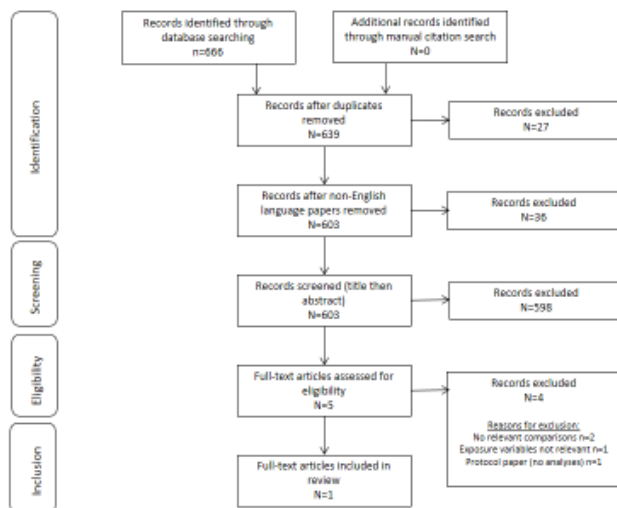 Records identified through
database searching
n=666
Additional records identified
through manual citation search
N=0
Identification
Records after duplicates
removed
N=639
Records excluded
N=27
Records after non-English
language papers removed
N=603
Records excluded
N=36
Screening
Records screened (title then
abstract)
N=603
Records excluded
N=598
Eligibility
Full-text articles assessed for
eligibility
N=5
Records excluded
N=4
Reasons for exclusion:
No relevant comparisons n=2
Exposure variables not relevant n=1
Protocol paper (no analyses) n=1
Inclusion
Full-text articles included in
review
N=1